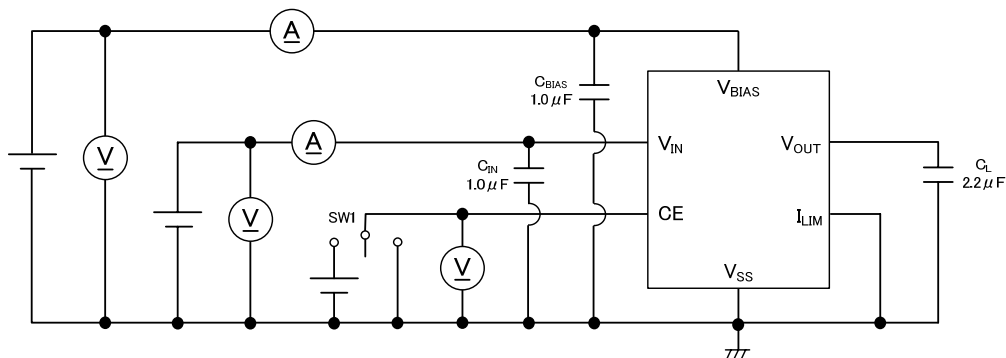 A
C_BIAS
1.0μF
V_BIAS
V
A
V_IN
V_OUT
C_IN
1.0μF
C_L
2.2μF
V
SW1
CE
I_LIM
V
V_SS